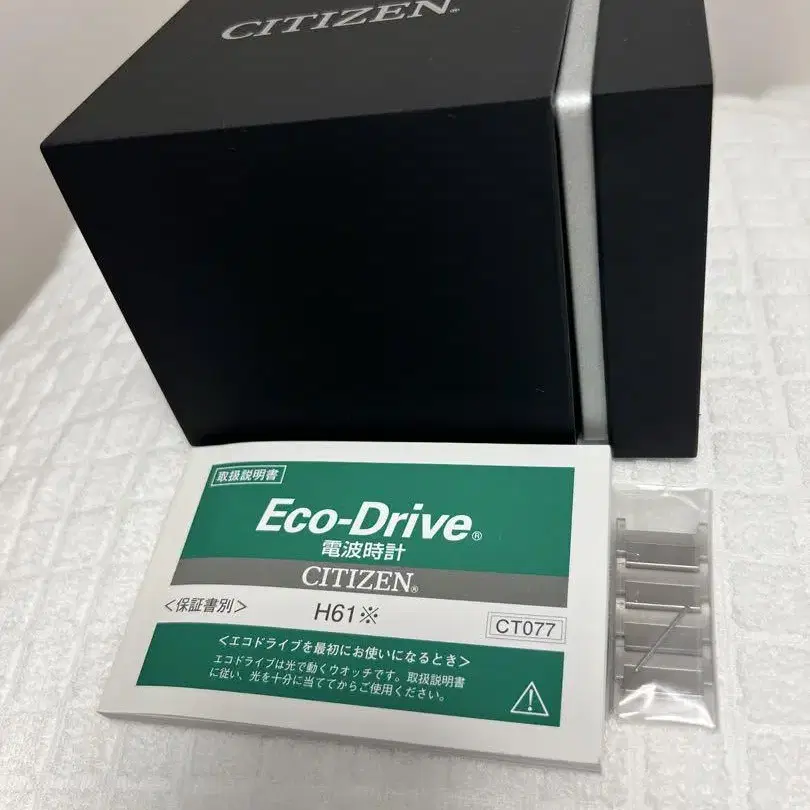 CITIZEN®
取扱説明書
Eco-Drive®
電波時計
CITIZEN®
<保証書別>
H61※
CT077
<エコドライブを最初にお使いになるとき>
エコドライブは光で動くウオッチです。取扱説明書
に従い、光を十分に当ててからご使用ください。